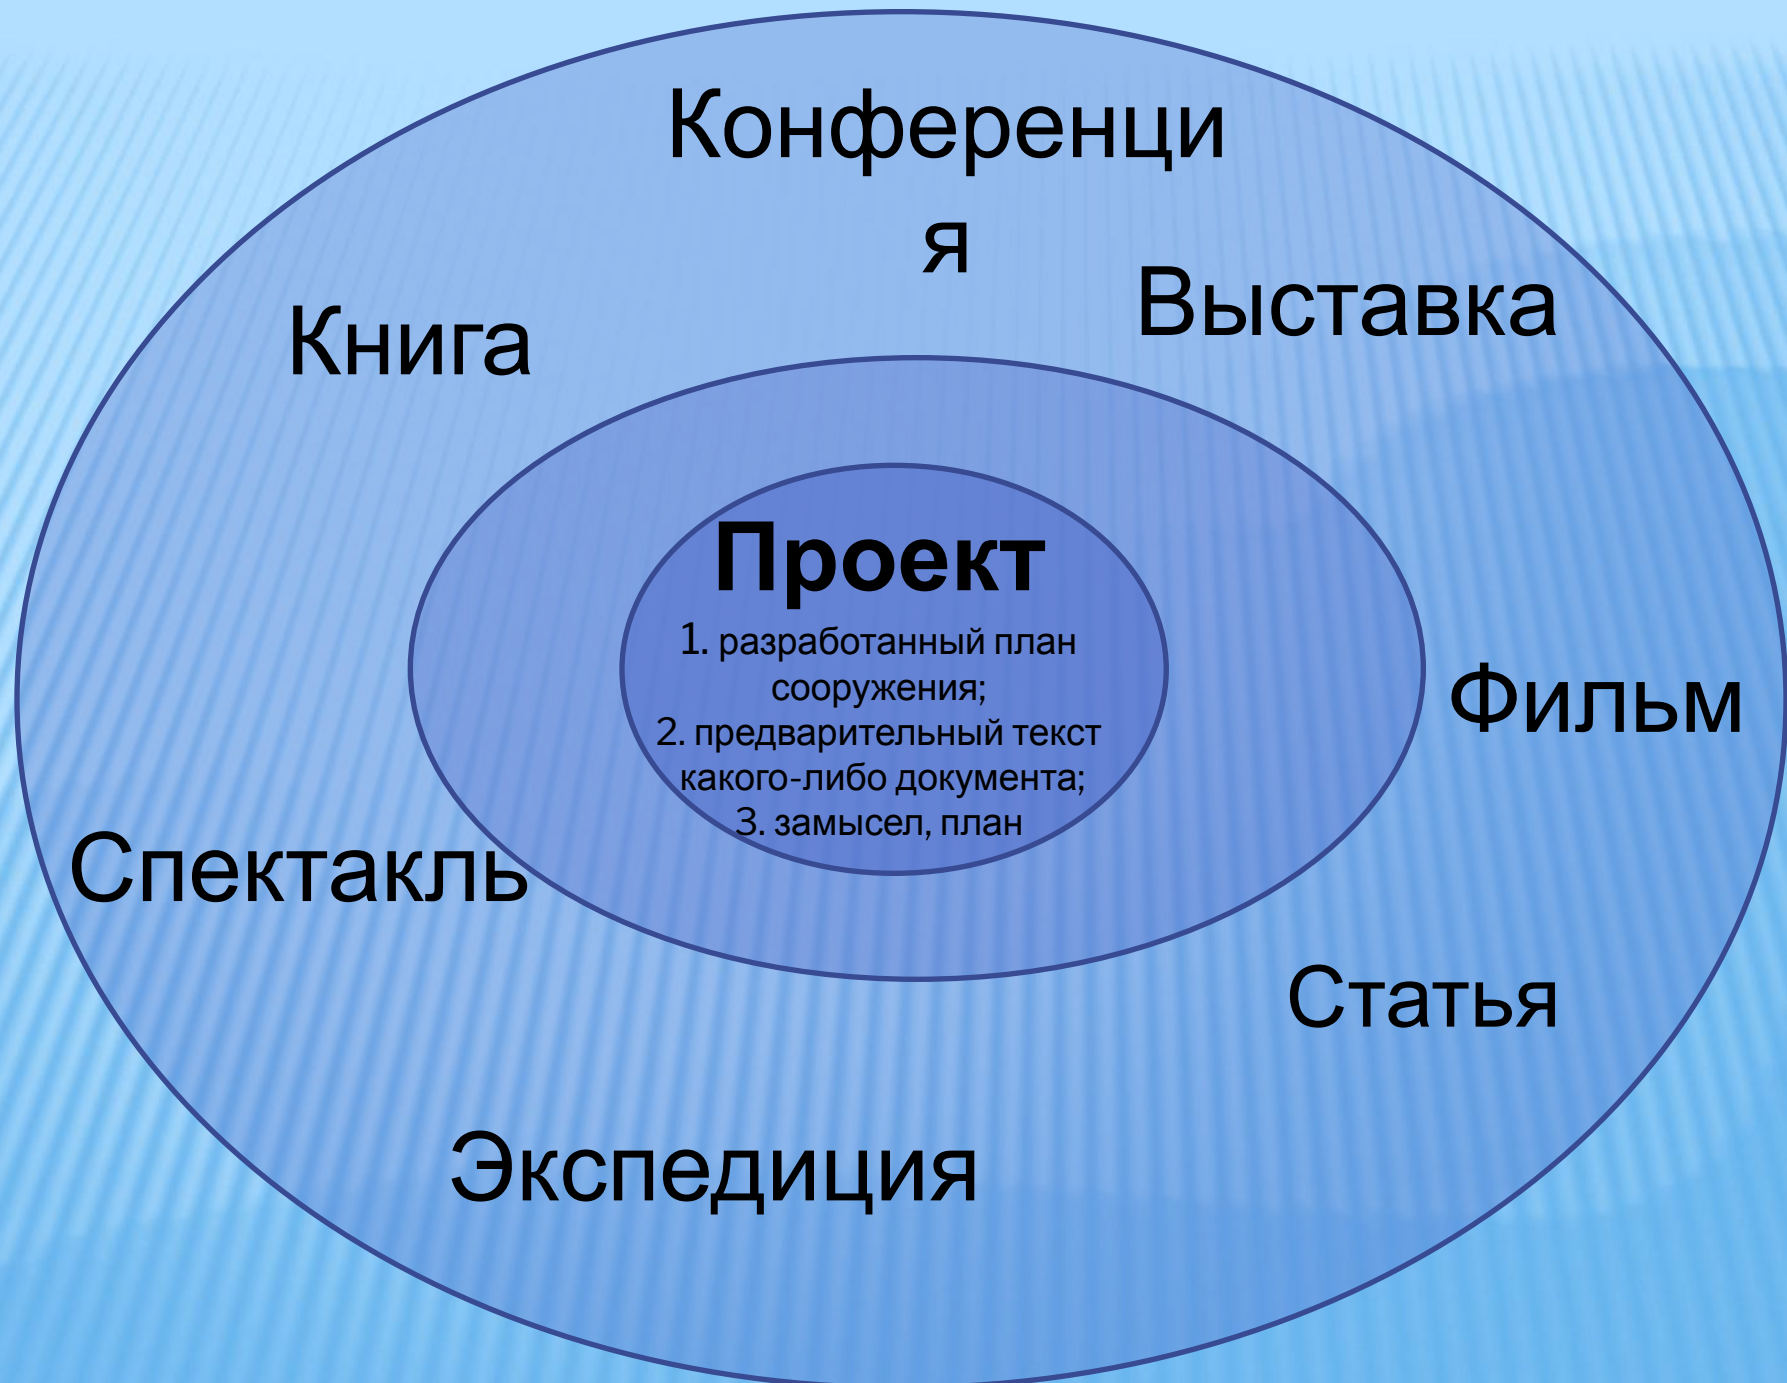 Конференци
я
Выставка
Книга
Проект
1. разработанный план
сооружения;
2. предварительный текст
какого-либо документа;
3. замысел, план
Фильм
Спектакль
Статья
Экспедиция